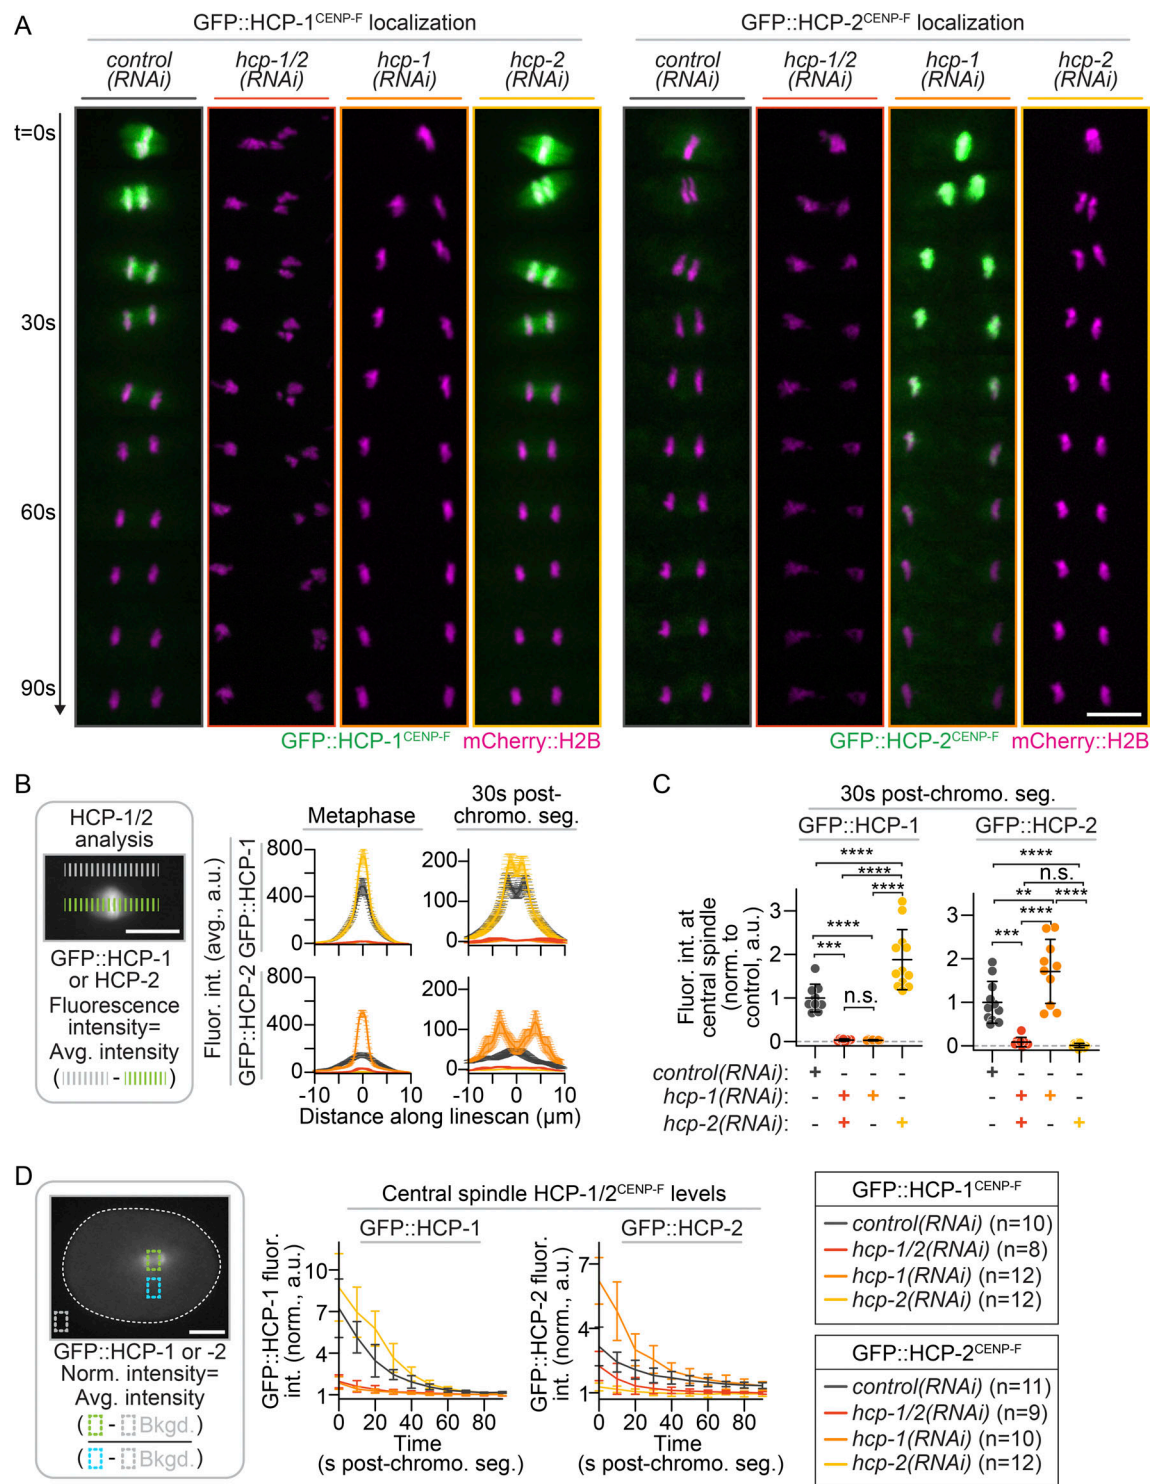 A
GFP::HCP-1CENP-F localization
GFP::HCP-2CENP-F localization
control (RNAi)
hcp-1/2 (RNAi)
hcp-1 (RNAi)
hcp-2 (RNAi)
control (RNAi)
hcp-1/2 (RNAi)
hcp-1 (RNAi)
hcp-2 (RNAi)
t=0s
30s
60s
90s
GFP::HCP-1CENP-F mCherry::H2B
GFP::HCP-2CENP-F mCherry::H2B
B
HCP-1/2
analysis
GFP::HCP-1
or HCP-2
Fluorescence
intensity=
Avg. intensity
( - )
Metaphase
30s post-
chromo. seg.
Fluor. int. (avg., a.u.)
GFP::HCP-1
GFP::HCP-2
800
400
0
200
100
0
800
400
0
200
100
0
-10 0 10
-10 0 10
Distance along linescan (µm)
C
30s post-chromo. seg.
GFP::HCP-1
GFP::HCP-2
Fluor. int. at
central spindle
(norm. to
control, a.u.)
3
2
1
0
****
****
****
****
***
n.s.
3
2
1
0
****
n.s.
**
****
****
***
control(RNAi): + - - - + - - -
hcp-1(RNAi): - + + - - + + -
hcp-2(RNAi): - + - + - + - +
D
GFP::HCP-1 or -2
Norm. intensity=
Avg. intensity
( - Bkgd.)
( - Bkgd.)
Central spindle HCP-1/2CENP-F levels
GFP::HCP-1
GFP::HCP-2
GFP::HCP-1 fluor.
int. (norm., a.u.)
10
7
4
1
0 20 40 60 80
Time
(s post-chromo. seg.)
GFP::HCP-2 fluor.
int. (norm., a.u.)
7
4
1
0 20 40 60 80
Time
(s post-chromo. seg.)
GFP::HCP-1CENP-F
control(RNAi) (n=10)
hcp-1/2(RNAi) (n=8)
hcp-1(RNAi) (n=12)
hcp-2(RNAi) (n=12)
GFP::HCP-2CENP-F
control(RNAi) (n=11)
hcp-1/2(RNAi) (n=9)
hcp-1(RNAi) (n=10)
hcp-2(RNAi) (n=12)